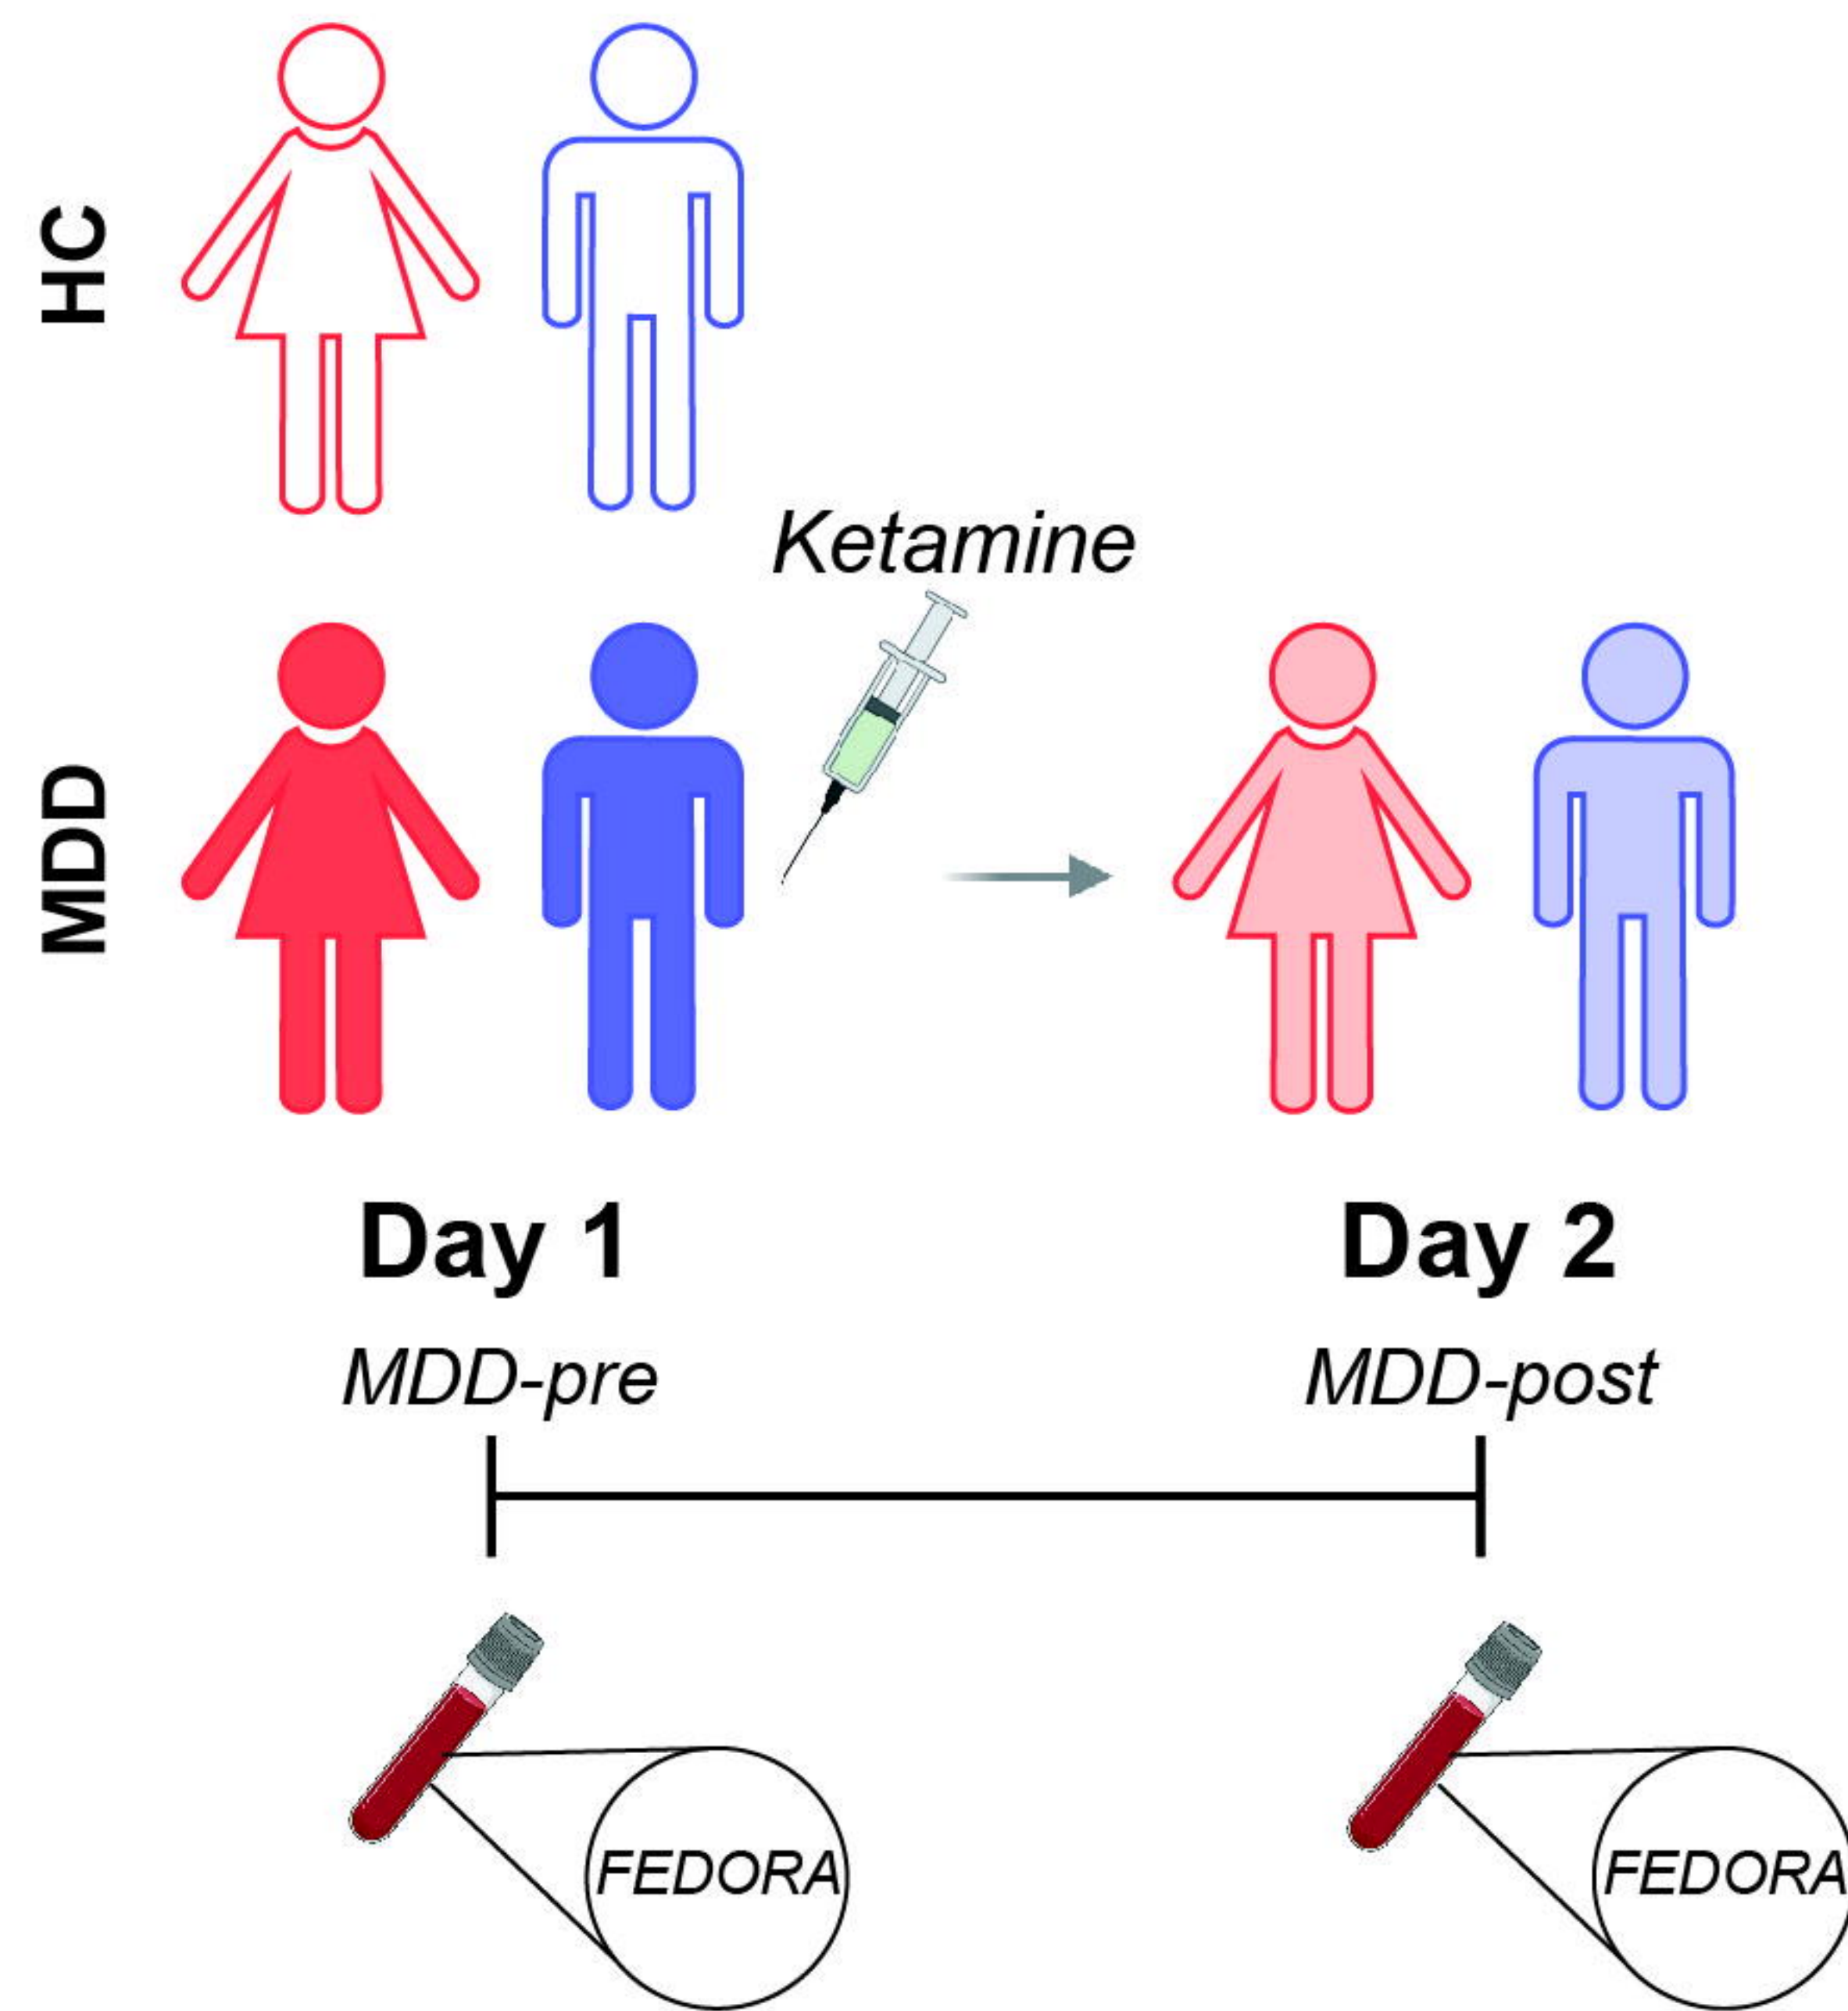 HC
Ketamine
MDD
Day 1
Day 2
MDD-pre
MDD-post
FEDORA
FEDORA